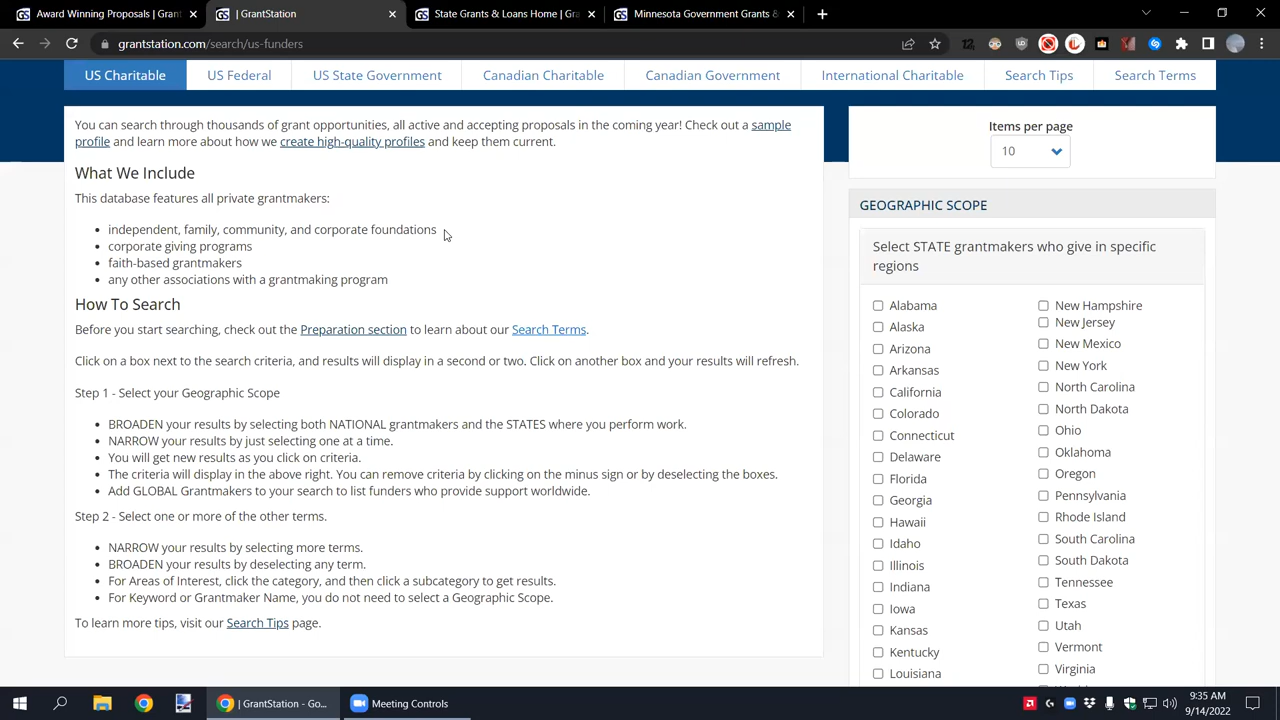 Award Winning Proposals | Grant
| GrantStation
State Grants & Loans Home | Gra
Minnesota Government Grants &
grantstation.com/search/us-funders
US Charitable
US Federal
US State Government
Canadian Charitable
Canadian Government
International Charitable
Search Tips
Search Terms
You can search through thousands of grant opportunities, all active and accepting proposals in the coming year! Check out a sample
profile and learn more about how we create high-quality profiles and keep them current.
What We Include
This database features all private grantmakers:
independent, family, community, and corporate foundations
corporate giving programs
faith-based grantmakers
any other associations with a grantmaking program
How To Search
Before you start searching, check out the Preparation section to learn about our Search Terms.
Click on a box next to the search criteria, and results will display in a second or two. Click on another box and your results will refresh.
Step 1 - Select your Geographic Scope
BROADEN your results by selecting both NATIONAL grantmakers and the STATES where you perform work.
NARROW your results by just selecting one at a time.
You will get new results as you click on criteria.
The criteria will display in the above right. You can remove criteria by clicking on the minus sign or by deselecting the boxes.
Add GLOBAL Grantmakers to your search to list funders who provide support worldwide.
Step 2 - Select one or more of the other terms.
NARROW your results by selecting more terms.
BROADEN your results by deselecting any term.
For Areas of Interest, click the category, and then click a subcategory to get results.
For Keyword or Grantmaker Name, you do not need to select a Geographic Scope.
To learn more tips, visit our Search Tips page.
Items per page
10
GEOGRAPHIC SCOPE
Select STATE grantmakers who give in specific
regions
Alabama
Alaska
Arizona
Arkansas
California
Colorado
Connecticut
Delaware
Florida
Georgia
Hawaii
Idaho
Illinois
Indiana
Iowa
Kansas
Kentucky
Louisiana
New Hampshire
New Jersey
New Mexico
New York
North Carolina
North Dakota
Ohio
Oklahoma
Oregon
Pennsylvania
Rhode Island
South Carolina
South Dakota
Tennessee
Texas
Utah
Vermont
Virginia
| GrantStation - Go...
Meeting Controls
9:35 AM
9/14/2022